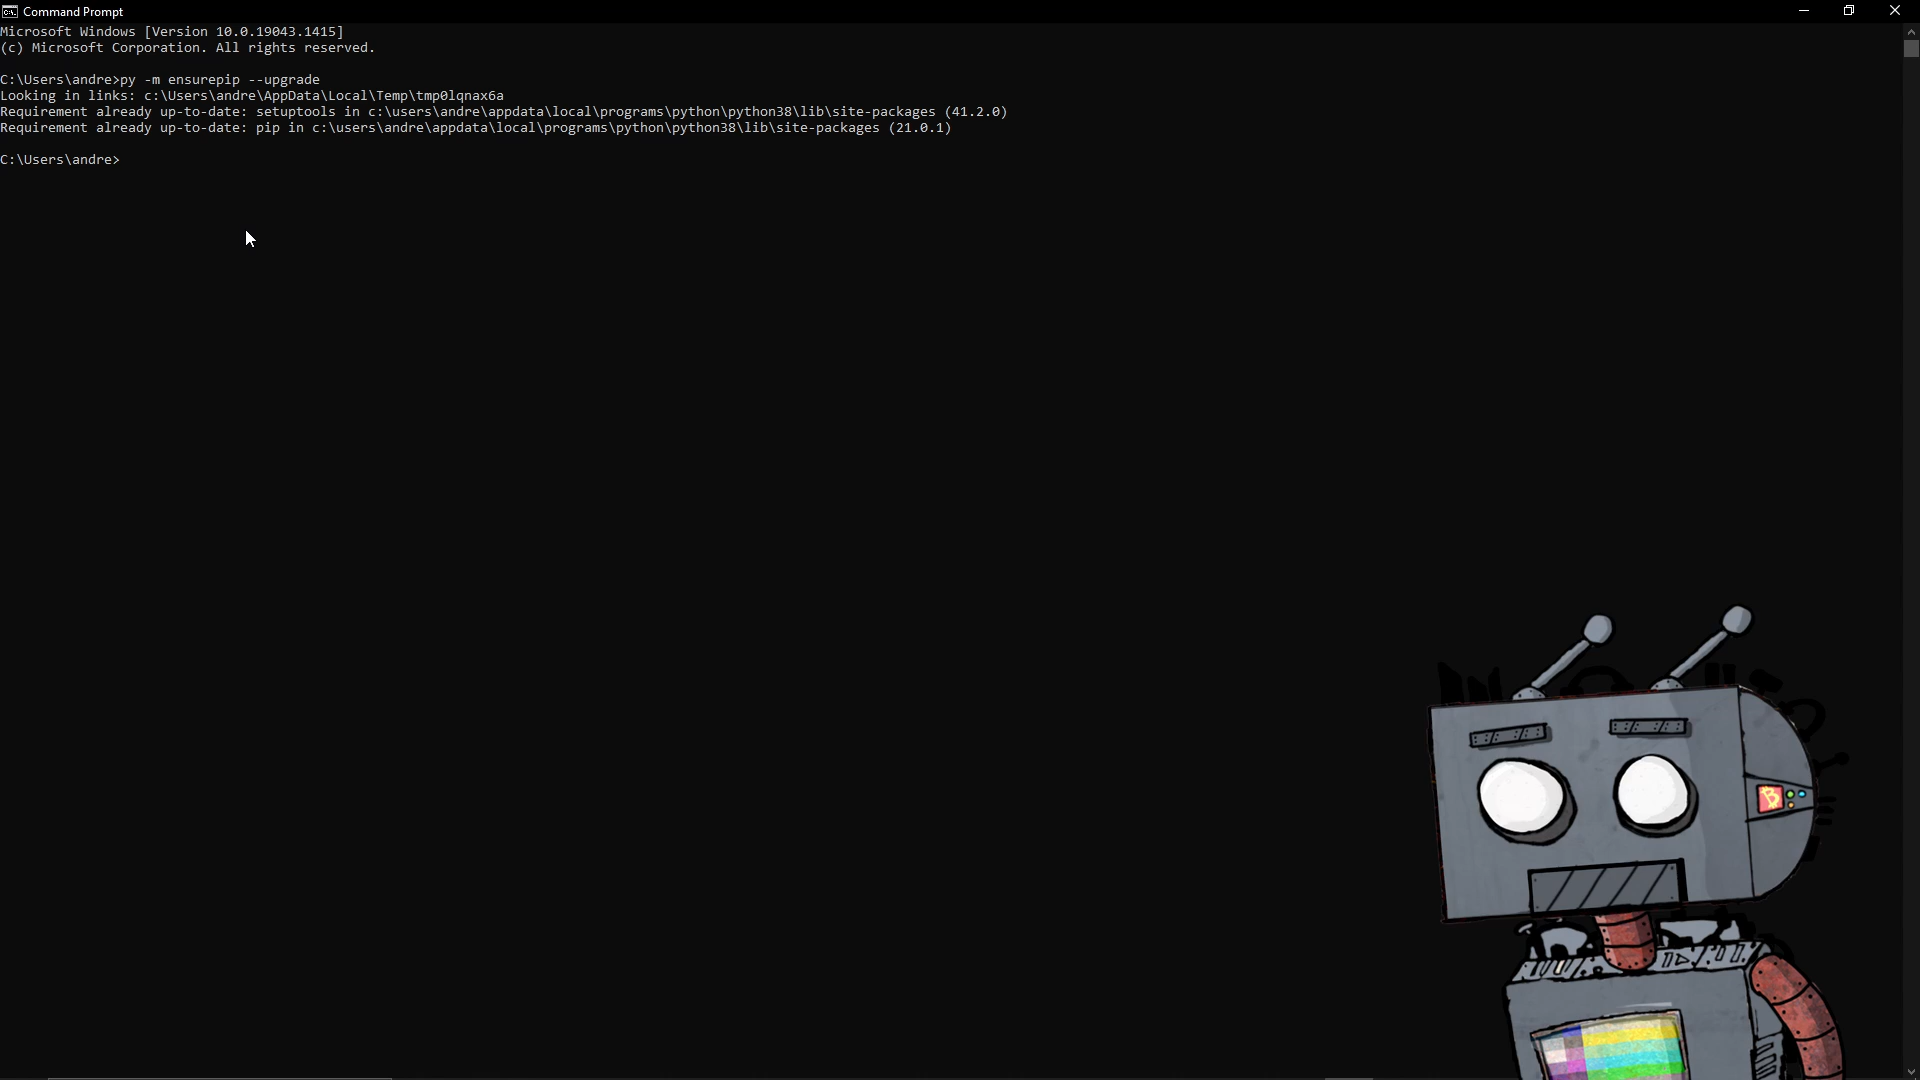 Command Prompt
Microsoft Windows [Version 10.0.19043.1415]
(c) Microsoft Corporation. All rights reserved.
C:\Users\andre>py -m ensurepip --upgrade
Looking in links: c:\Users\andre\AppData\Local\Temp\tmp0lqnax6a
Requirement already up-to-date: setuptools in c:\users\andre\appdata\local\programs\python\python38\lib\site-packages (41.2.0)
Requirement already up-to-date: pip in c:\users\andre\appdata\local\programs\python\python38\lib\site-packages (21.0.1)
C:\Users\andre>